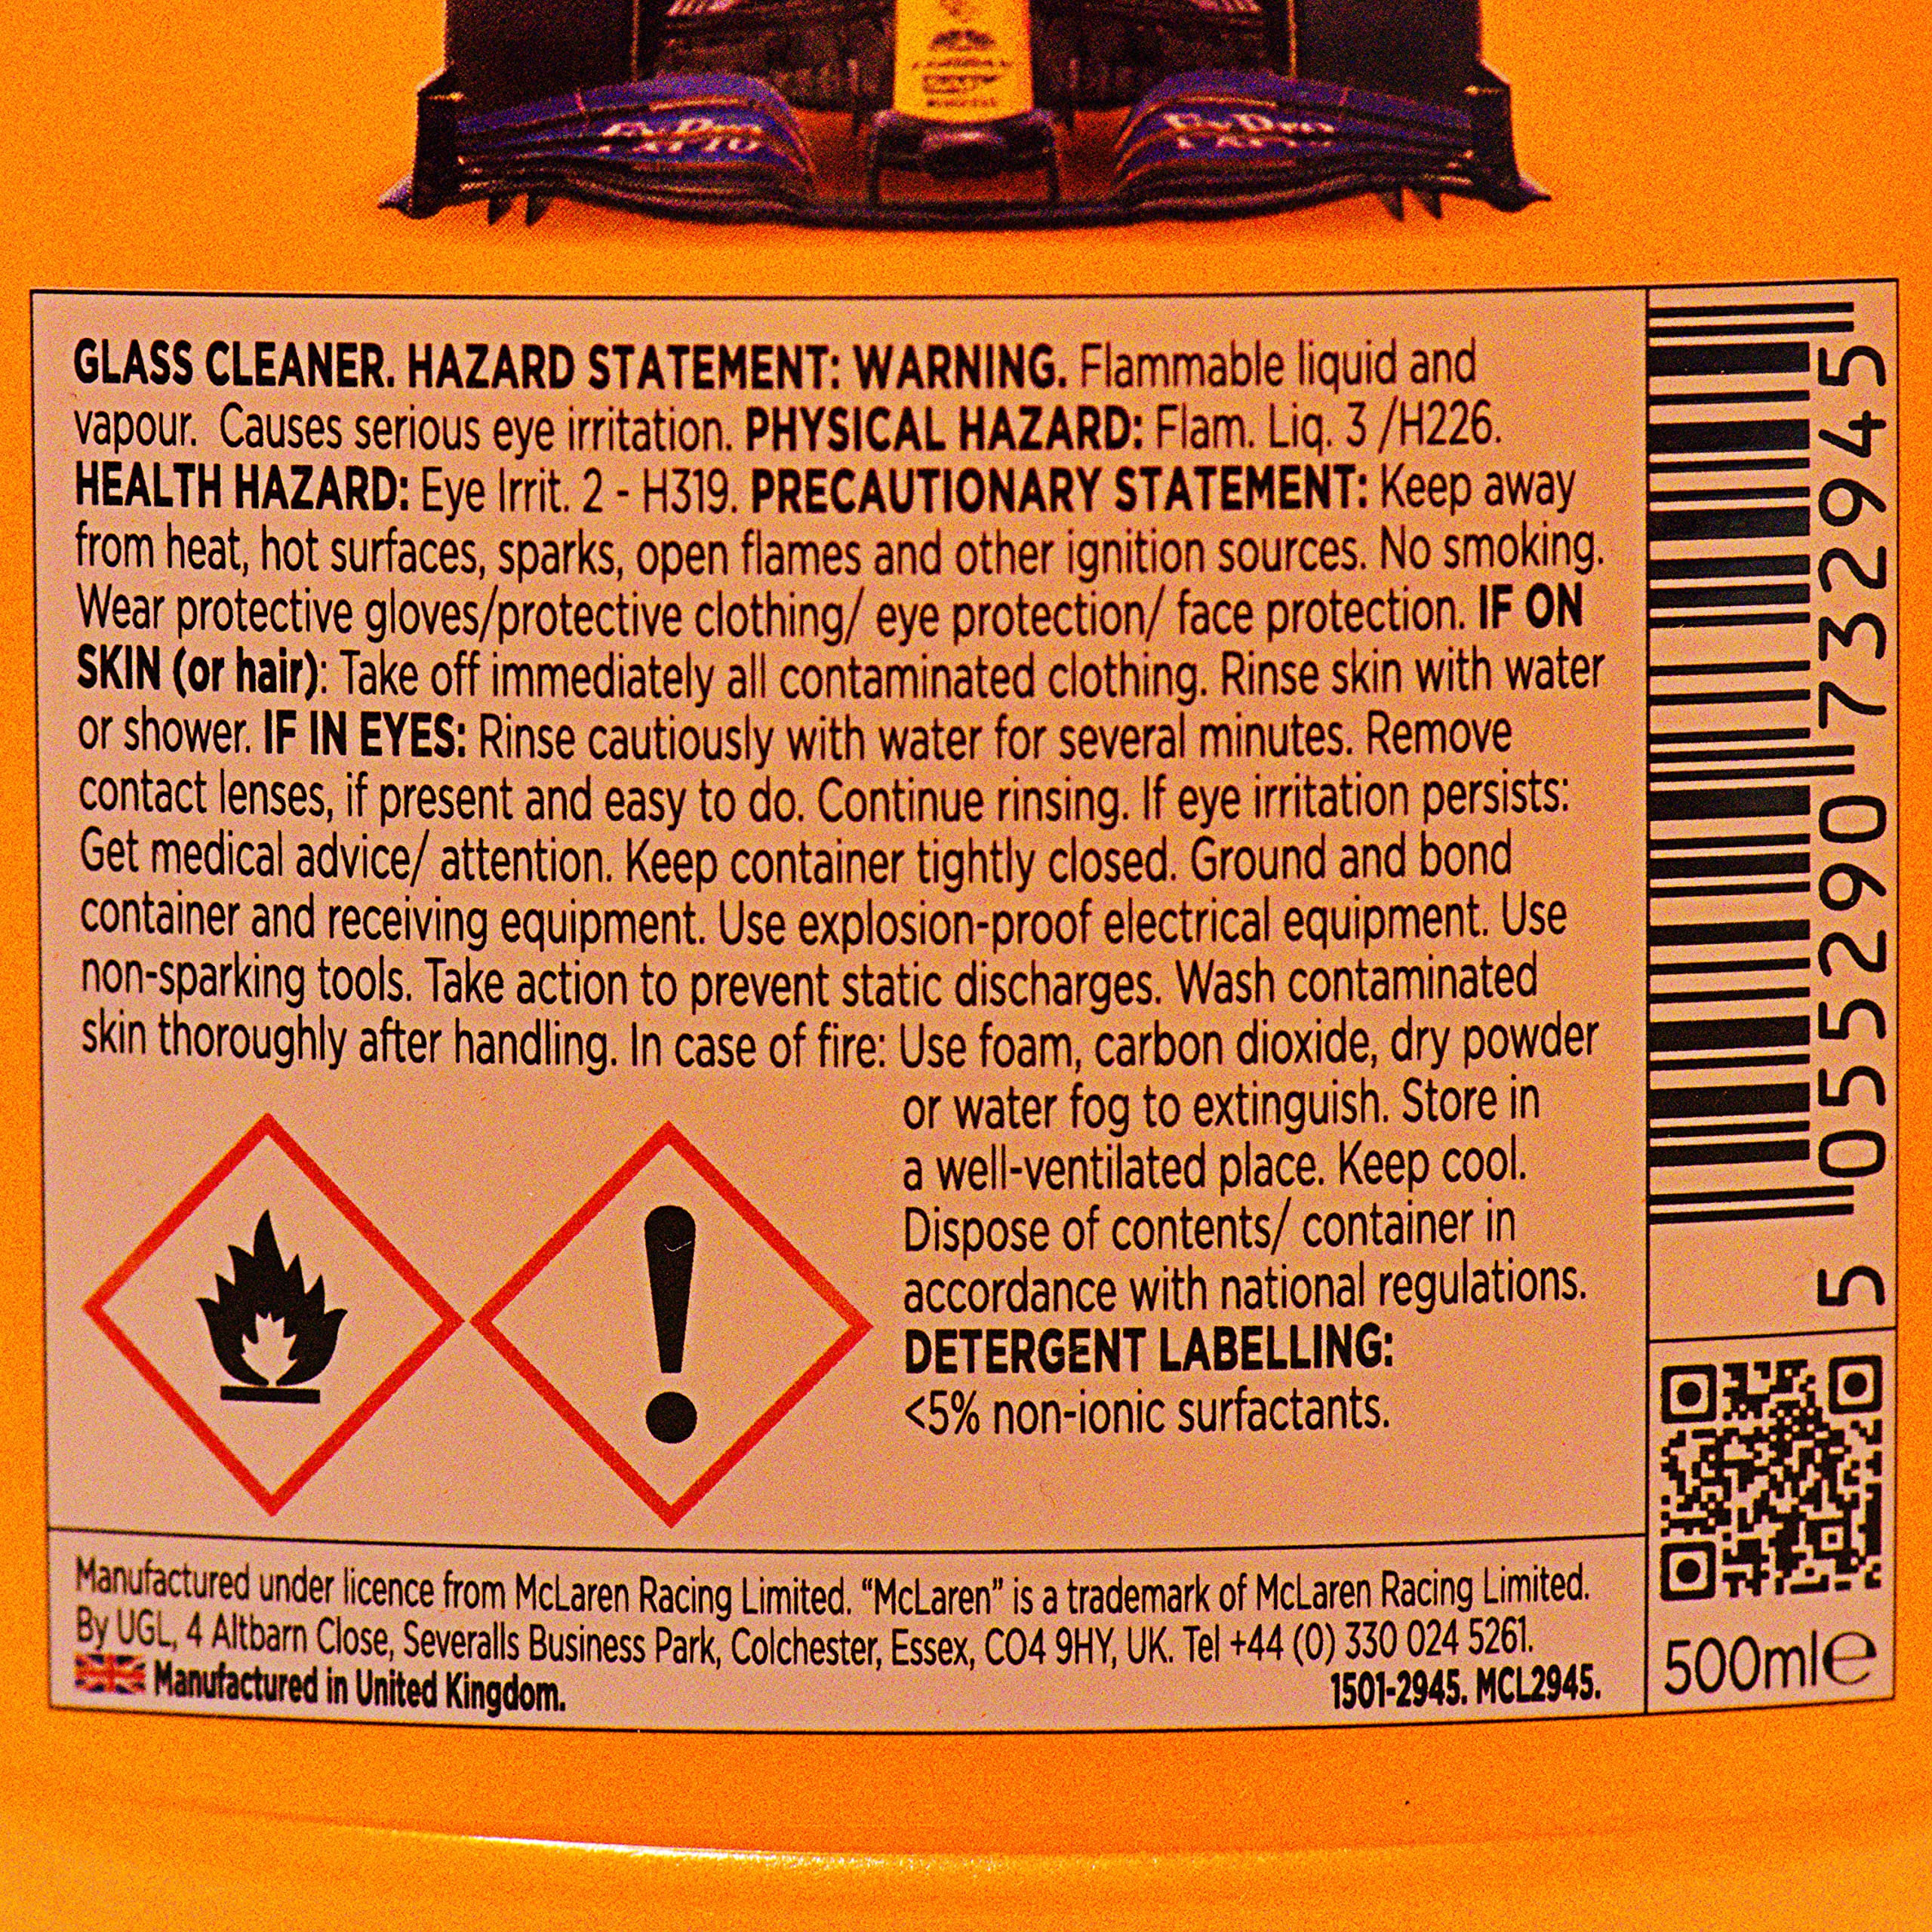 GLASS CLEANER. HAZARD STATEMENT: WARNING. Flammable liquid and
vapour. Causes serious eye irritation. PHYSICAL HAZARD: Flam. Liq. 3 /H226.
HEALTH HAZARD: Eye Irrit. 2 - H319. PRECAUTIONARY STATEMENT: Keep away
from heat, hot surfaces, sparks, open flames and other ignition sources. No smoking.
Wear protective gloves/protective clothing/ eye protection/ face protection. IF ON
SKIN (or hair): Take off immediately all contaminated clothing. Rinse skin with water
or shower. IF IN EYES: Rinse cautiously with water for several minutes. Remove
contact lenses, if present and easy to do. Continue rinsing. If eye irritation persists:
Get medical advice/ attention. Keep container tightly closed. Ground and bond
container and receiving equipment. Use explosion-proof electrical equipment. Use
non-sparking tools. Take action to prevent static discharges. Wash contaminated
skin thoroughly after handling. In case of fire: Use foam, carbon dioxide, dry powder
or water fog to extinguish. Store in
a well-ventilated place. Keep cool.
Dispose of contents/ container in
accordance with national regulations.
DETERGENT LABELLING:
<5% non-ionic surfactants.
Manufactured under licence from McLaren Racing Limited. “McLaren” is a trademark of McLaren Racing Limited.
By UGL, 4 Altbarn Close, Severalls Business Park, Colchester, Essex, CO4 9HY, UK. Tel +44 (0) 330 024 5261.
Manufactured in United Kingdom.
1501-2945. MCL2945.
5 055290 732945
500ml℮